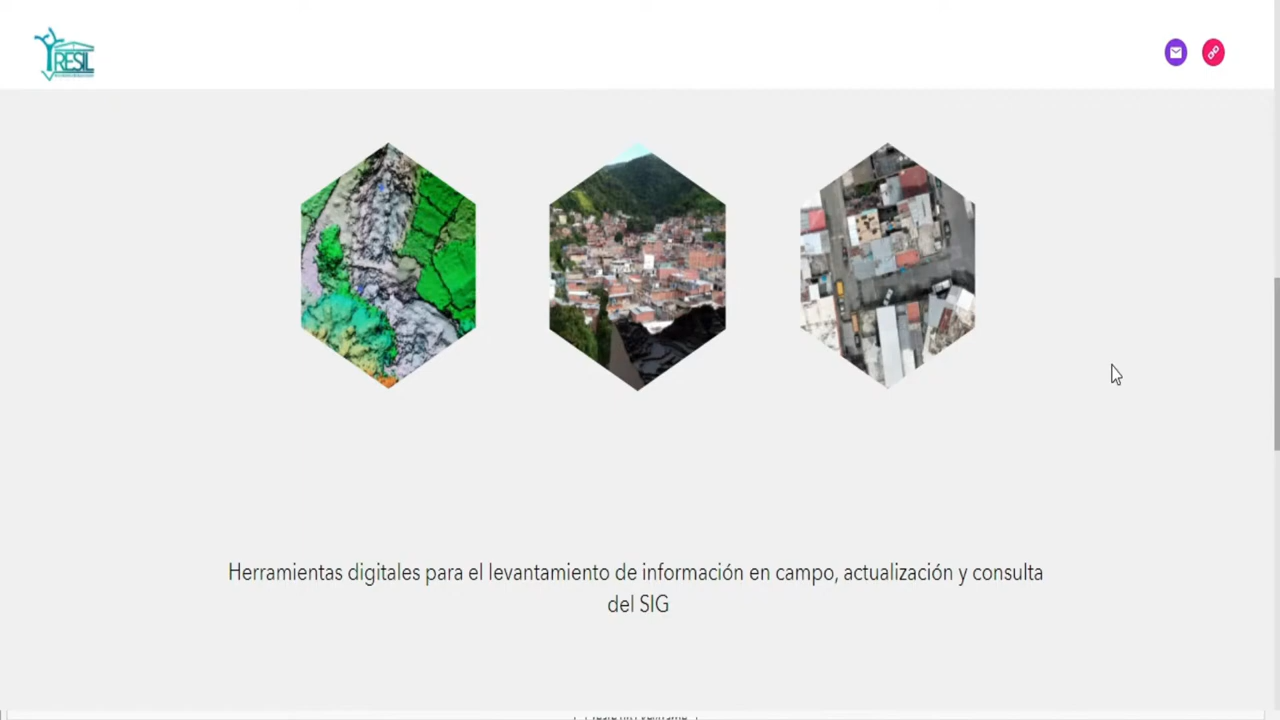 RESIL
Herramientas digitales para el levantamiento de información en campo, actualización y consulta
del SIG